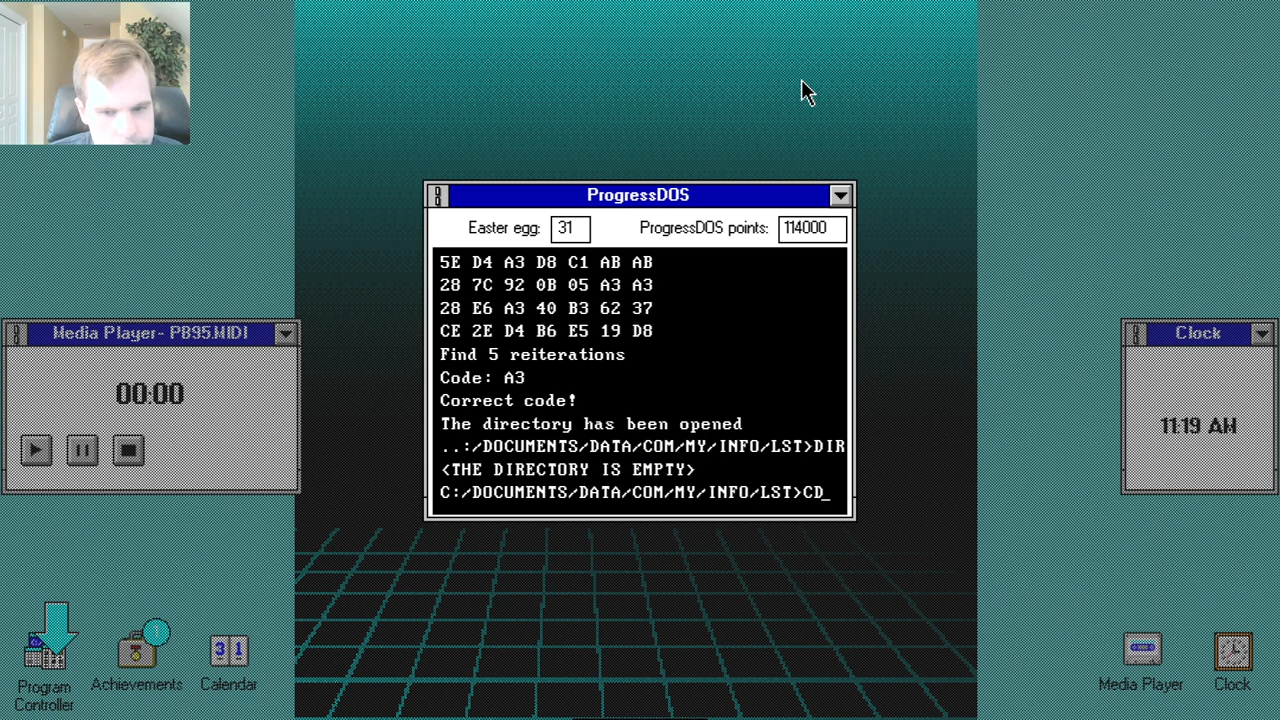 ProgressDOS
Easter egg: 31 ProgressDOS points: 114000
5E D4 A3 D8 C1 AB AB
28 7C 92 0B 05 A3 A3
28 E6 A3 40 B3 62 37
CE 2E D4 B6 E5 19 D8
Find 5 reiterations
Code: A3
Correct code!
The directory has been opened
..:/DOCUMENTS/DATA/COM/MY/INFO/LST>DIR
<THE DIRECTORY IS EMPTY>
C:/DOCUMENTS/DATA/COM/MY/INFO/LST>CD_
Media Player- PB95.MIDI
00:00
Clock
11:19 AM
Program
Controller
Achievements
1
3 1
Calendar
Media Player
Clock